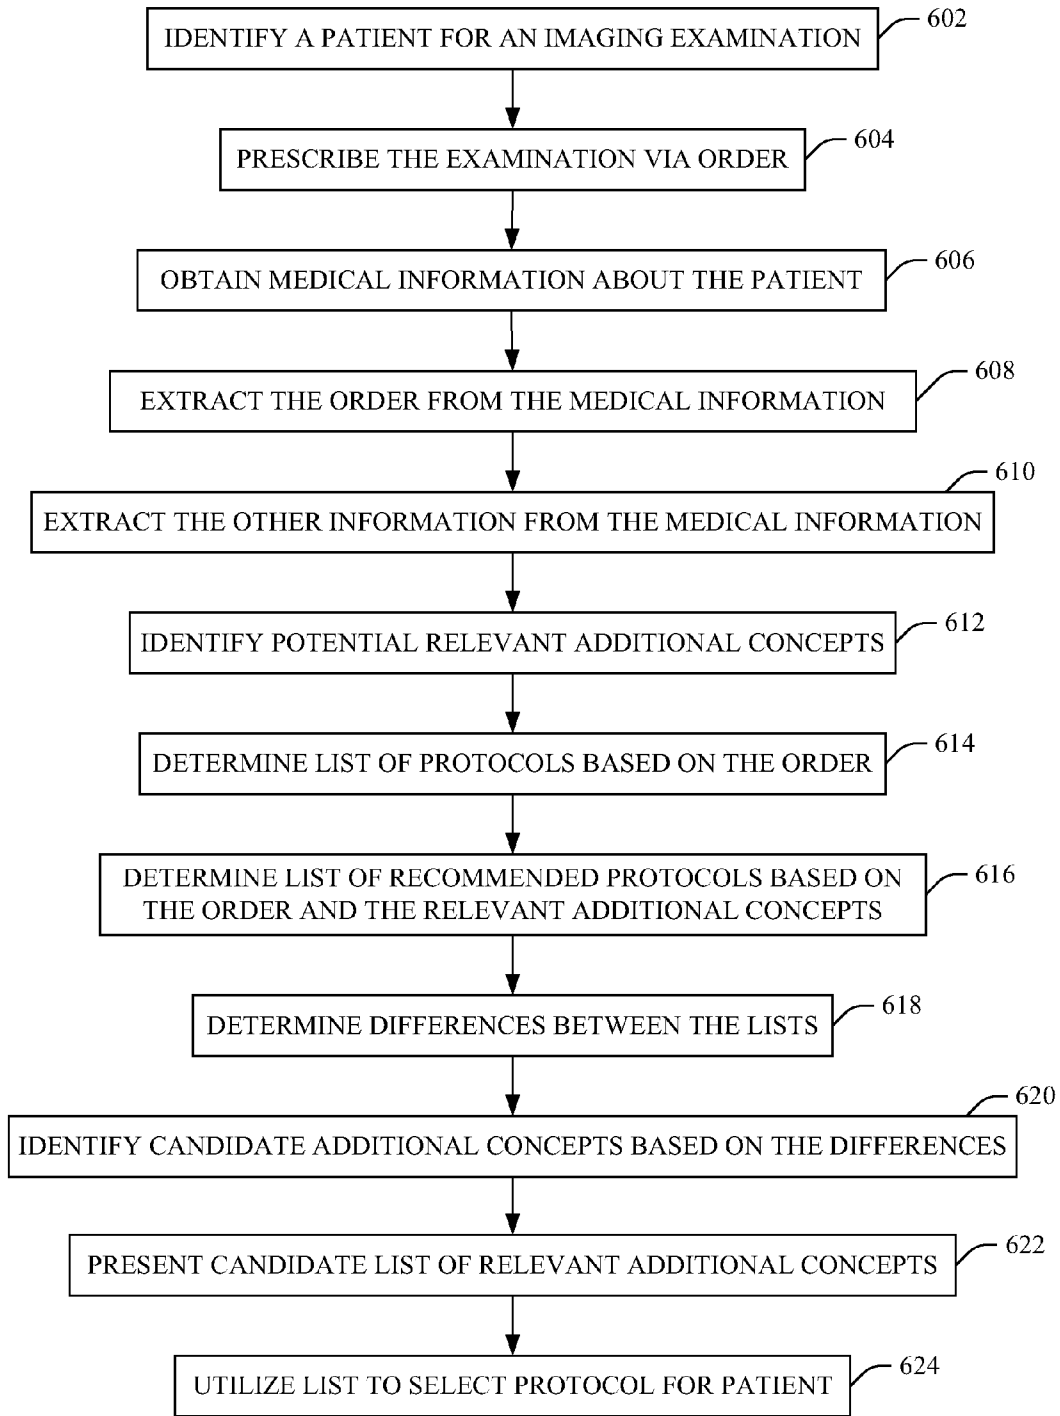 IDENTIFY A PATIENT FOR AN IMAGING EXAMINATION
602
PRESCRIBE THE EXAMINATION VIA ORDER
604
OBTAIN MEDICAL INFORMATION ABOUT THE PATIENT
606
EXTRACT THE ORDER FROM THE MEDICAL INFORMATION
608
EXTRACT THE OTHER INFORMATION FROM THE MEDICAL INFORMATION
610
IDENTIFY POTENTIAL RELEVANT ADDITIONAL CONCEPTS
612
DETERMINE LIST OF PROTOCOLS BASED ON THE ORDER
614
DETERMINE LIST OF RECOMMENDED PROTOCOLS BASED ON
THE ORDER AND THE RELEVANT ADDITIONAL CONCEPTS
616
DETERMINE DIFFERENCES BETWEEN THE LISTS
618
IDENTIFY CANDIDATE ADDITIONAL CONCEPTS BASED ON THE DIFFERENCES
620
PRESENT CANDIDATE LIST OF RELEVANT ADDITIONAL CONCEPTS
622
UTILIZE LIST TO SELECT PROTOCOL FOR PATIENT
624